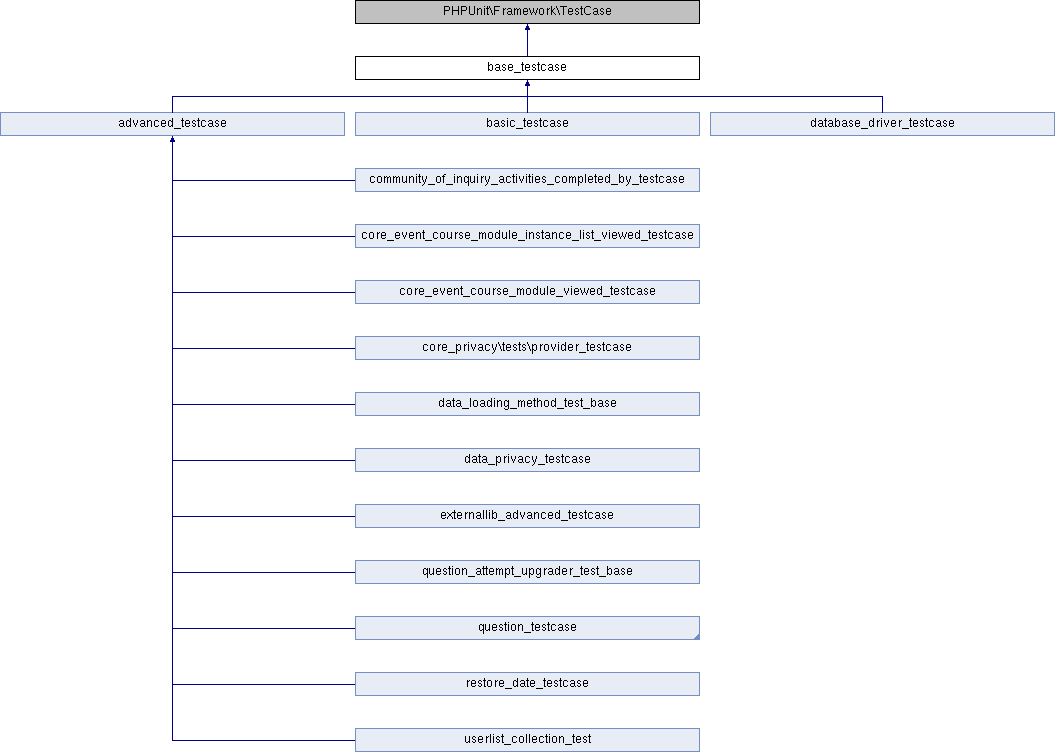 PHPUnit\Framework\TestCase
base_testcase
advanced_testcase
basic_testcase
database_driver_testcase
community_of_inquiry_activities_completed_by_testcase
core_event_course_module_instance_list_viewed_testcase
core_event_course_module_viewed_testcase
core_privacy\tests\provider_testcase
data_loading_method_test_base
data_privacy_testcase
externallib_advanced_testcase
question_attempt_upgrader_test_base
question_testcase
restore_date_testcase
userlist_collection_test